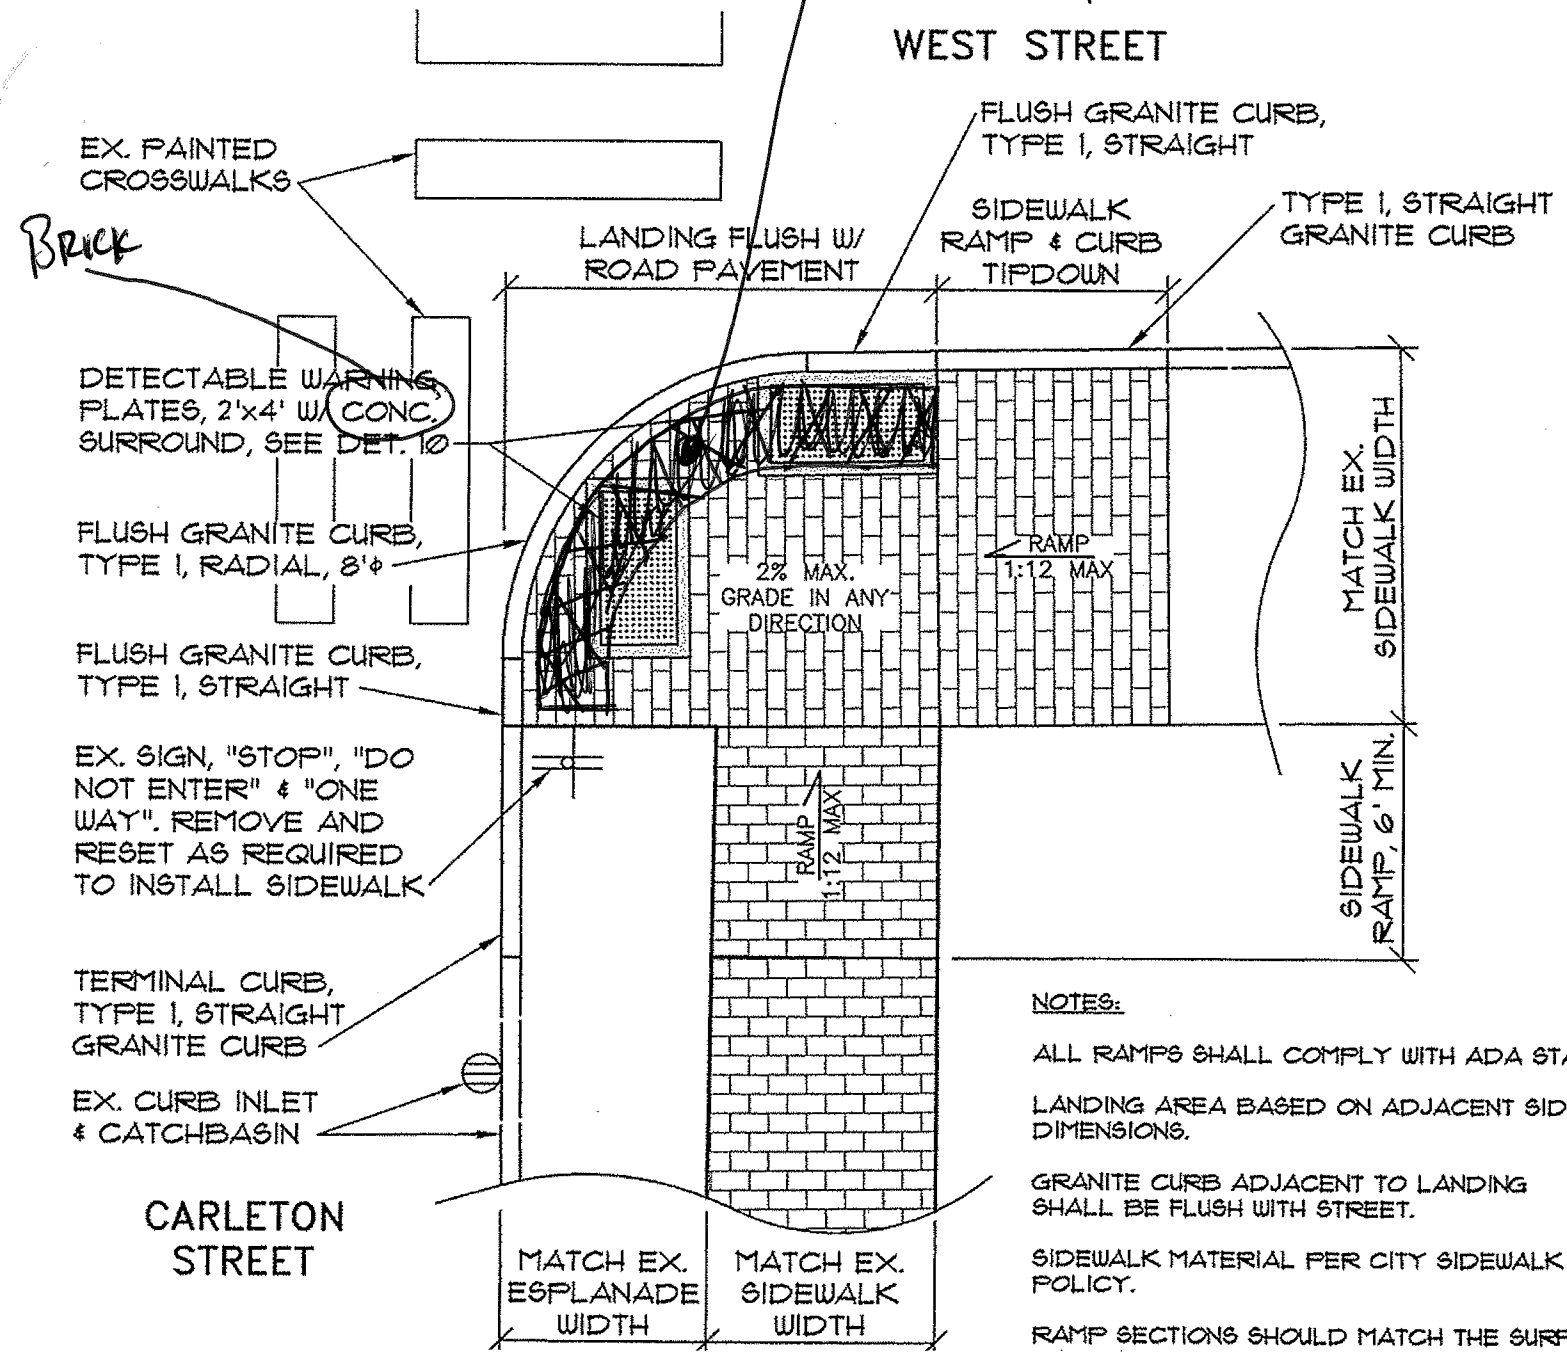 WEST STREET
FLUSH GRANITE CURB,
TYPE 1, STRAIGHT
EX. PAINTED
CROSSWALKS
BRICK
LANDING FLUSH W/
ROAD PAVEMENT
SIDEWALK
RAMP & CURB
TIPDOWN
TYPE 1, STRAIGHT
GRANITE CURB
DETECTABLE WARNING
PLATES, 2'x4' W/ CONC.
SURROUND, SEE DET. 10
FLUSH GRANITE CURB,
TYPE 1, RADIAL, 8'φ
2% MAX.
GRADE IN ANY
DIRECTION
RAMP
1:12 MAX
MATCH EX.
SIDEWALK WIDTH
FLUSH GRANITE CURB,
TYPE 1, STRAIGHT
EX. SIGN, "STOP", "DO
NOT ENTER" & "ONE
WAY". REMOVE AND
RESET AS REQUIRED
TO INSTALL SIDEWALK
RAMP
1:12 MAX
SIDEWALK
RAMP, 6' MIN.
TERMINAL CURB,
TYPE 1, STRAIGHT
GRANITE CURB
EX. CURB INLET
& CATCHBASIN
CARLETON
STREET
MATCH EX.
ESPLANADE
WIDTH
MATCH EX.
SIDEWALK
WIDTH
NOTES:
ALL RAMPS SHALL COMPLY WITH ADA STA
LANDING AREA BASED ON ADJACENT SID
DIMENSIONS.
GRANITE CURB ADJACENT TO LANDING
SHALL BE FLUSH WITH STREET.
SIDEWALK MATERIAL PER CITY SIDEWALK
POLICY.
RAMP SECTIONS SHOULD MATCH THE SURF